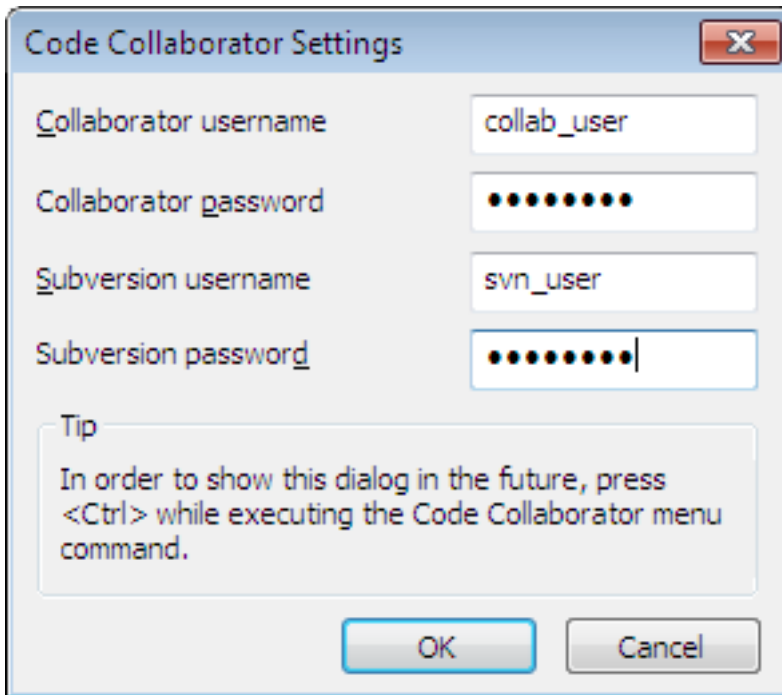 Code Collaborator Settings
Collaborator username
collab_user
Collaborator password
●●●●●●●●
Subversion username
svn_user
Subversion password
●●●●●●●●
Tip
In order to show this dialog in the future, press
<Ctrl> while executing the Code Collaborator menu
command.
OK
Cancel